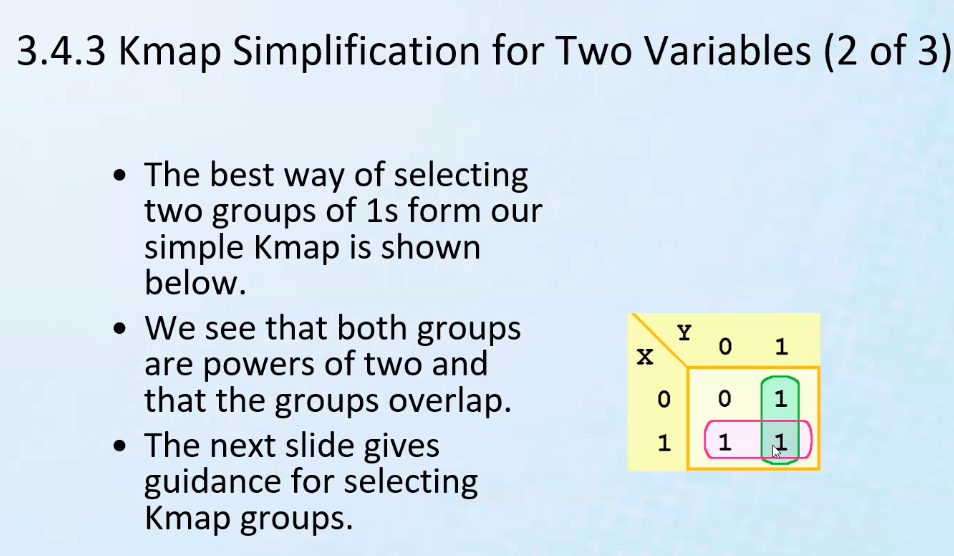 3.4.3 Kmap Simplification for Two Variables (2 of 3)
• The best way of selecting
two groups of 1s form our
simple Kmap is shown
below.
• We see that both groups
are powers of two and
that the groups overlap.
• The next slide gives
guidance for selecting
Kmap groups.
Y
X 0 1
0 0 1
1 1 1